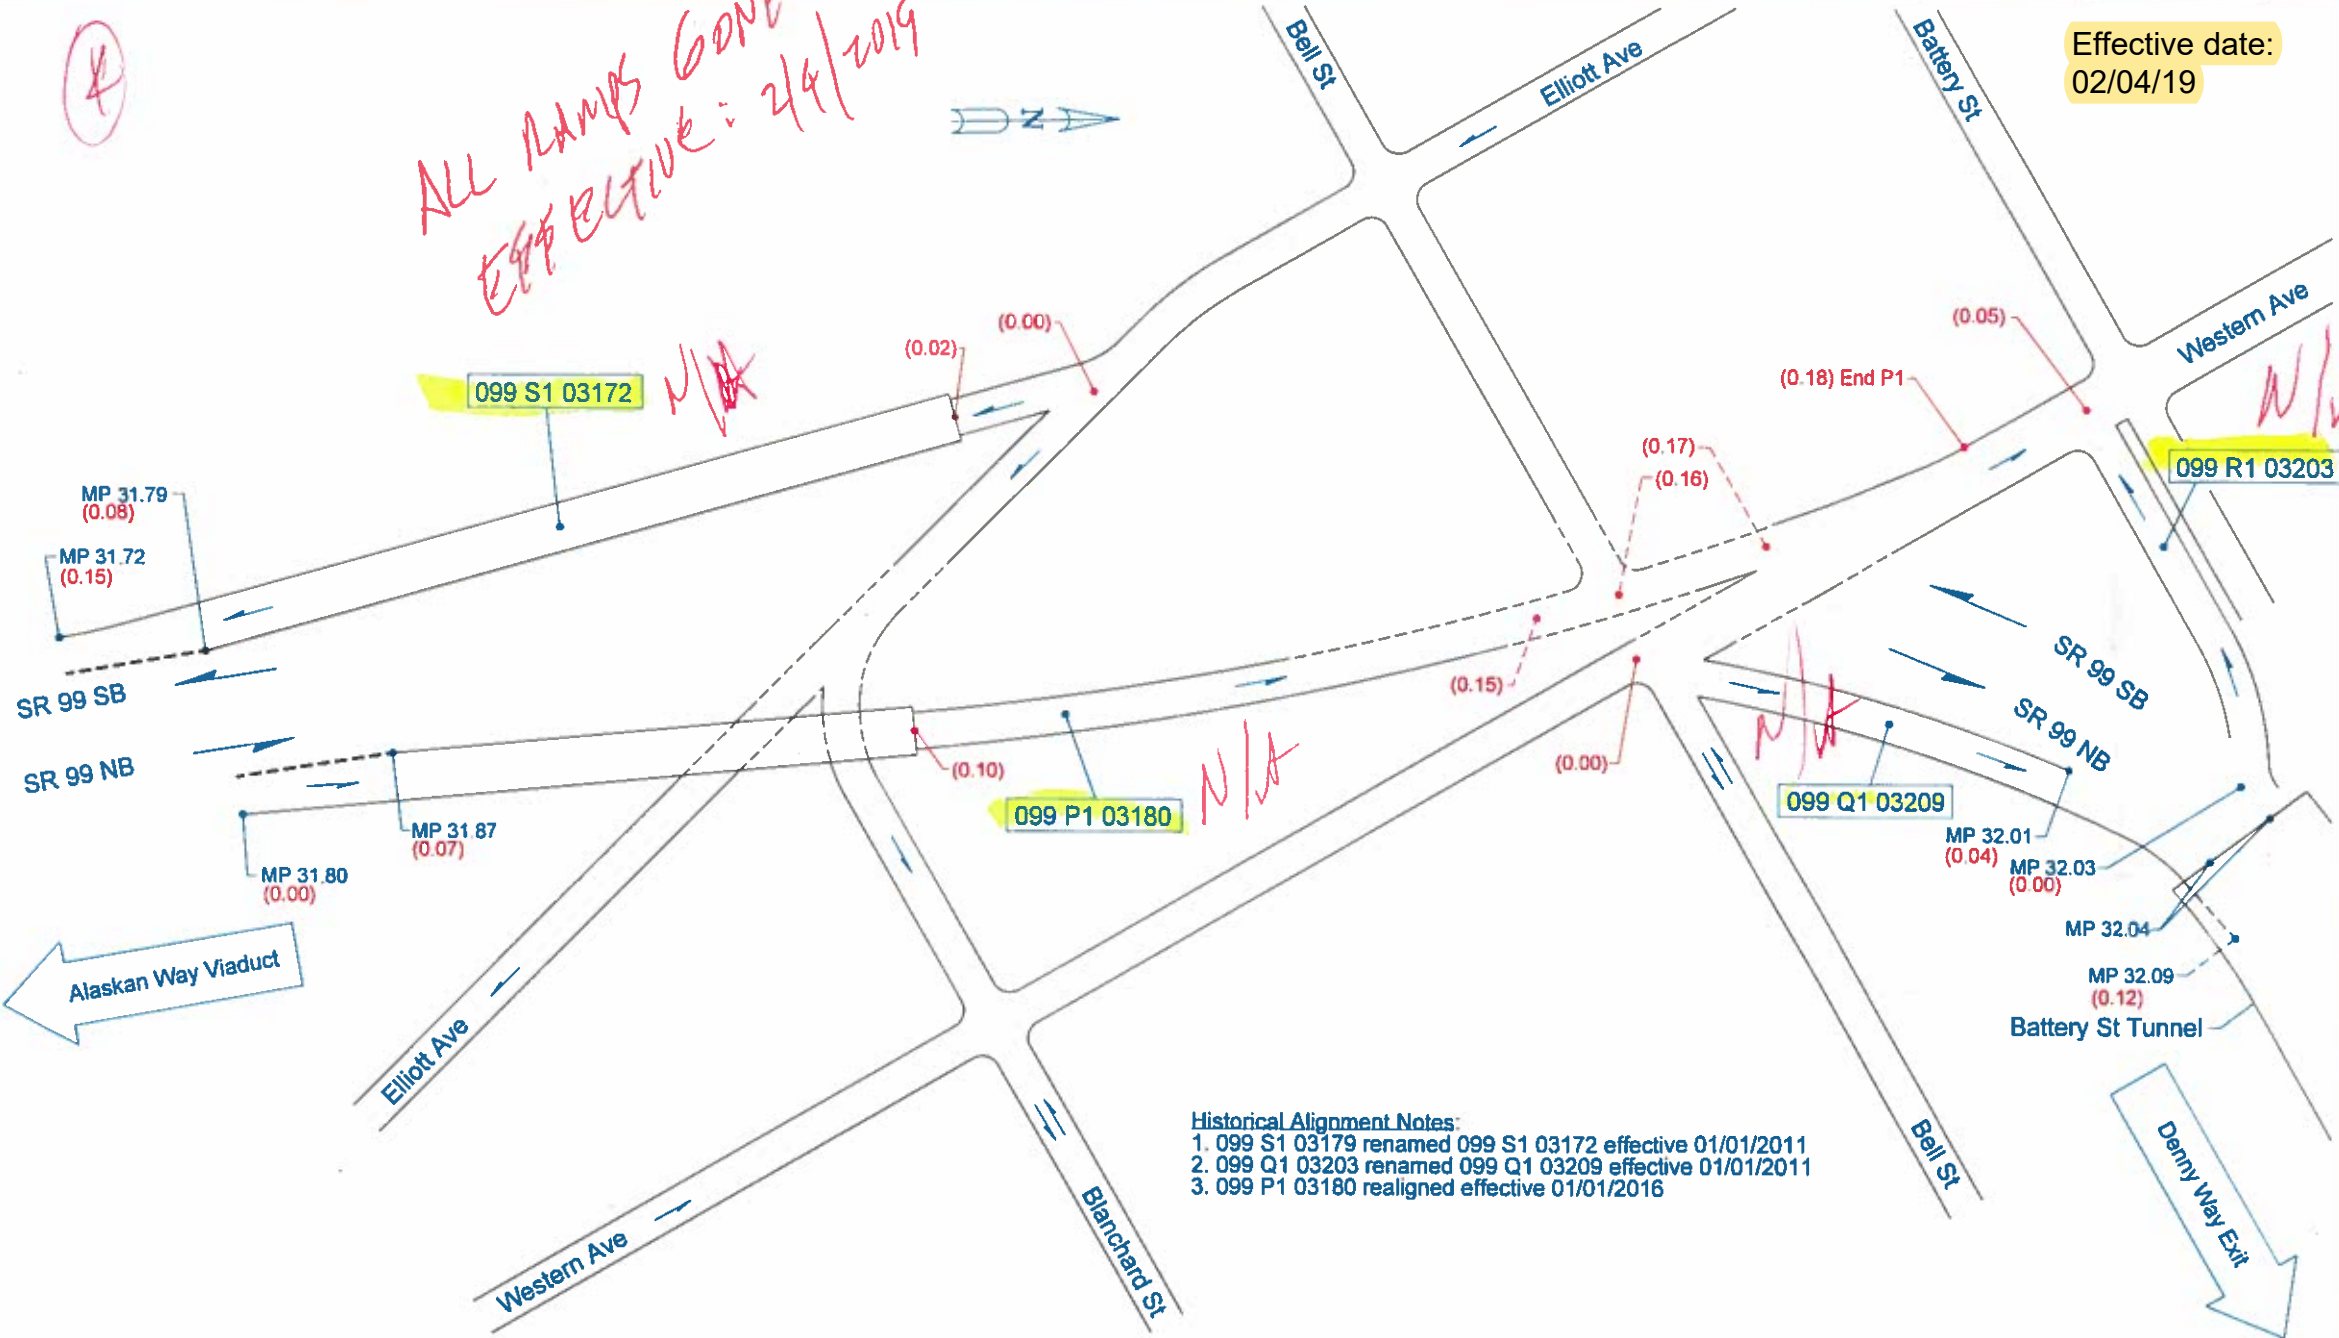 ALL RAMPS GONE
EFFECTIVE: 2/4/2019
N
Bell St
Elliott Ave
Battery St
Effective date:
02/04/19
Western Ave
(0.00)
(0.02)
(0.05)
099 S1 03172
N/A
(0.18) End P1
(0.17)
(0.16)
099 R1 03203
MP 31.79
(0.08)
MP 31.72
(0.15)
SR 99 SB
SR 99 NB
(0.15)
(0.10)
099 P1 03180
N/A
(0.00)
N/A
099 Q1 03209
SR 99 SB
SR 99 NB
MP 31.87
(0.07)
MP 31.80
(0.00)
MP 32.01
(0.04)
MP 32.03
(0.00)
MP 32.04
MP 32.09
(0.12)
Battery St Tunnel
Alaskan Way Viaduct
Elliott Ave
Western Ave
Blanchard St
Historical Alignment Notes:
1. 099 S1 03179 renamed 099 S1 03172 effective 01/01/2011
2. 099 Q1 03203 renamed 099 Q1 03209 effective 01/01/2011
3. 099 P1 03180 realigned effective 01/01/2016
Bell St
Denny Way Exit